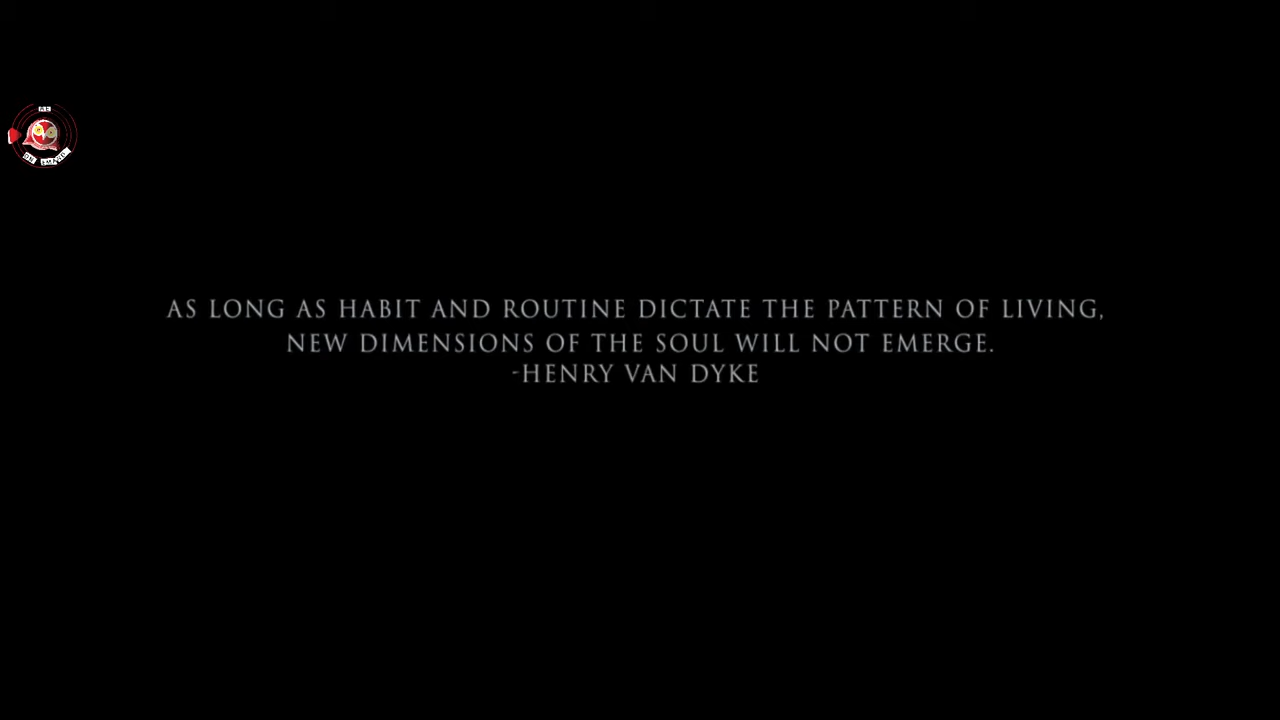 AS LONG AS HABIT AND ROUTINE DICTATE THE PATTERN OF LIVING,
NEW DIMENSIONS OF THE SOUL WILL NOT EMERGE.
-HENRY VAN DYKE